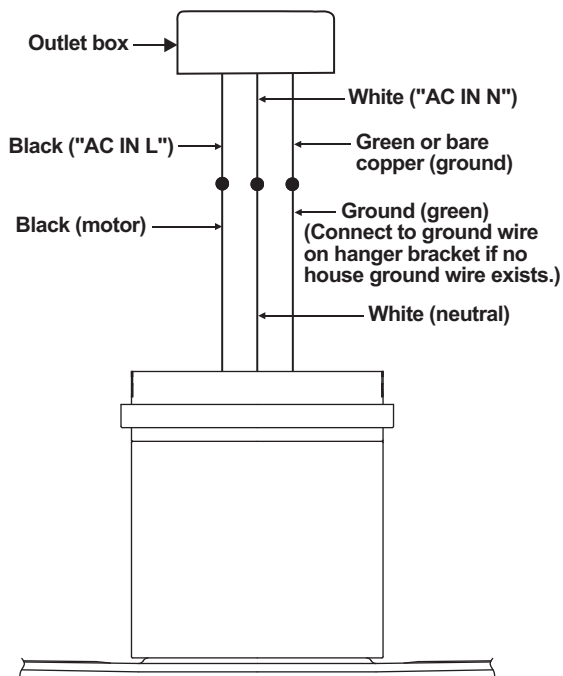 Outlet box
White ("AC IN N")
Black ("AC IN L")
Green or bare
copper (ground)
Black (motor)
Ground (green)
(Connect to ground wire
on hanger bracket if no
house ground wire exists.)
White (neutral)